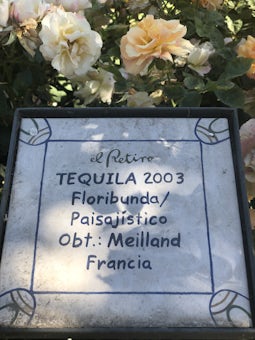 el Retiro
TEQUILA 2003
Floribunda/
Paisajístico
Obt.: Meilland
Francia